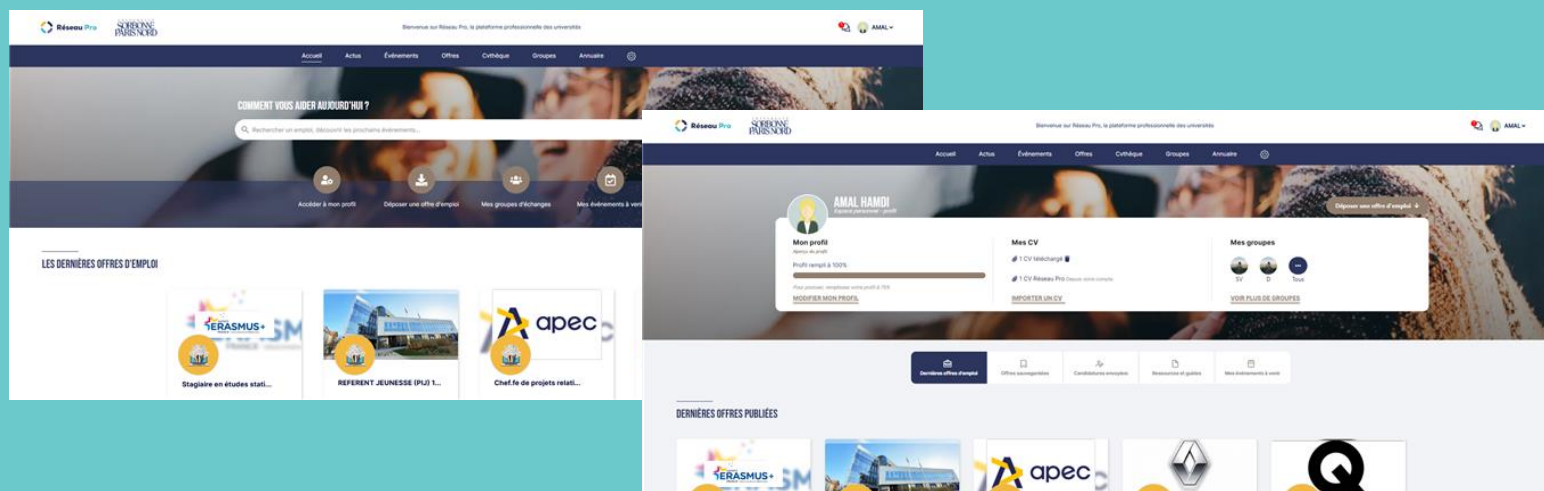 Réseau Pro
SORBONNE
PARIS NORD
Bienvenue sur Réseau Pro, la plateforme professionnelle des universités
AMAL
Accueil Actus Événements Offres Cvthèque Groupes Annuaire
COMMENT VOUS AIDER AUJOURD'HUI ?
Rechercher un emploi, découvrir les prochains événements...
Accéder à mon profil
Déposer une offre d'emploi
Mes groupes d'échanges
Mes événements à veni
LES DERNIÈRES OFFRES D'EMPLOI
ERASMUS+
FRANCE
apec
Stagiaire en études stati...
REFERENT JEUNESSE (PIJ) 1...
Chef.fe de projets relati...
Réseau Pro
SORBONNE
PARIS NORD
Bienvenue sur Réseau Pro, la plateforme professionnelle des universités
AMAL
Accueil Actus Événements Offres Cvthèque Groupes Annuaire
AMAL HAMDI
Espace personnel - profil
Déposer une offre d'emploi
Mon profil
Aperçu du profil
Profil rempli à 100%
MODIFIER MON PROFIL
Mes CV
1 CV téléchargé
1 CV Réseau Pro
IMPORTER UN CV
Mes groupes
SV D Tous
VOIR PLUS DE GROUPES
Dernières offres d'emploi
Offres sauvegardées
Candidatures envoyées
Ressources et guides
Mes événements à venir
DERNIÈRES OFFRES PUBLIÉES
ERASMUS+
apec